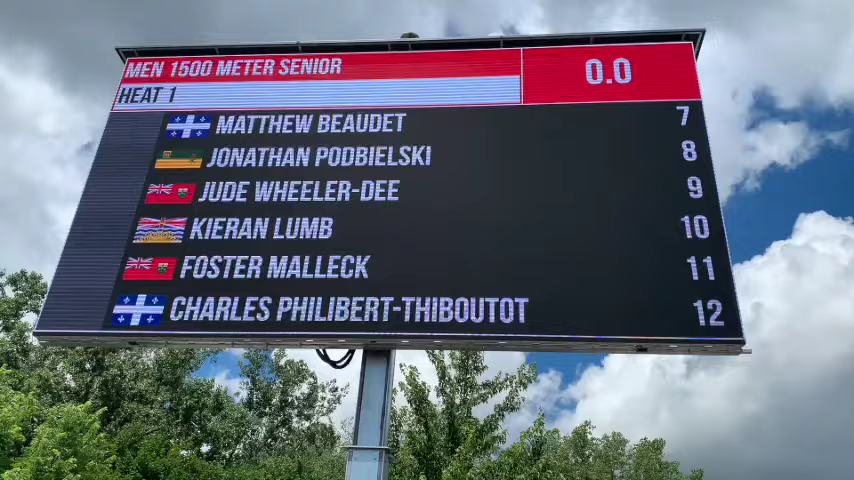 MEN 1500 METER SENIOR 0.0
HEAT 1
MATTHEW BEAUDET 7
JONATHAN PODBIELSKI 8
JUDE WHEELER-DEE 9
KIERAN LUMB 10
FOSTER MALLECK 11
CHARLES PHILIBERT-THIBOUTOT 12